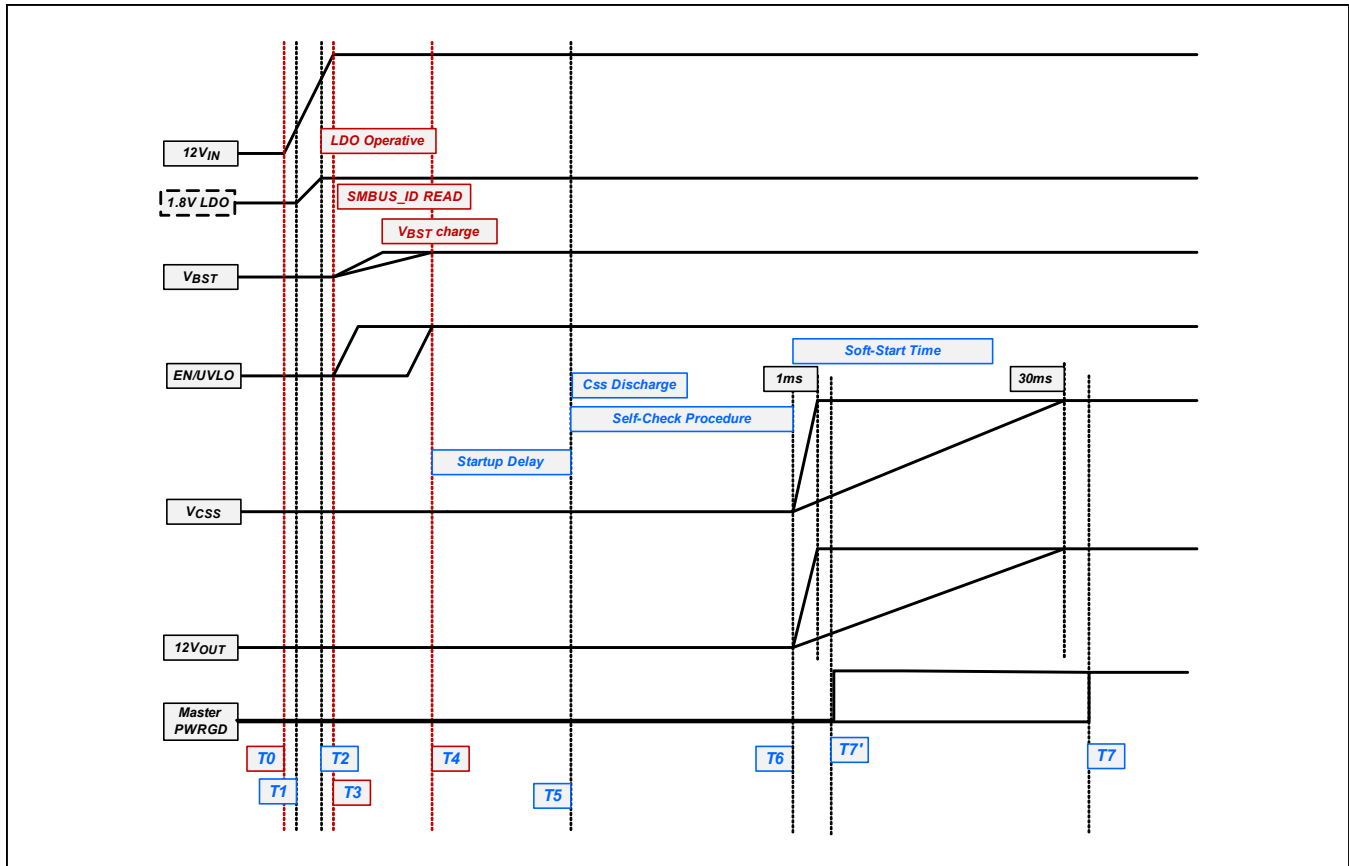 LDO Operative
12VIN
1.8V LDO
SMBUS_ID READ
VBST charge
VBST
Soft-Start Time
EN/UVLO
1ms
30ms
Css Discharge
Self-Check Procedure
Startup Delay
VCSS
12VOUT
Master
PWRGD
T0
T2
T4
T6
T7'
T7
T1
T3
T5